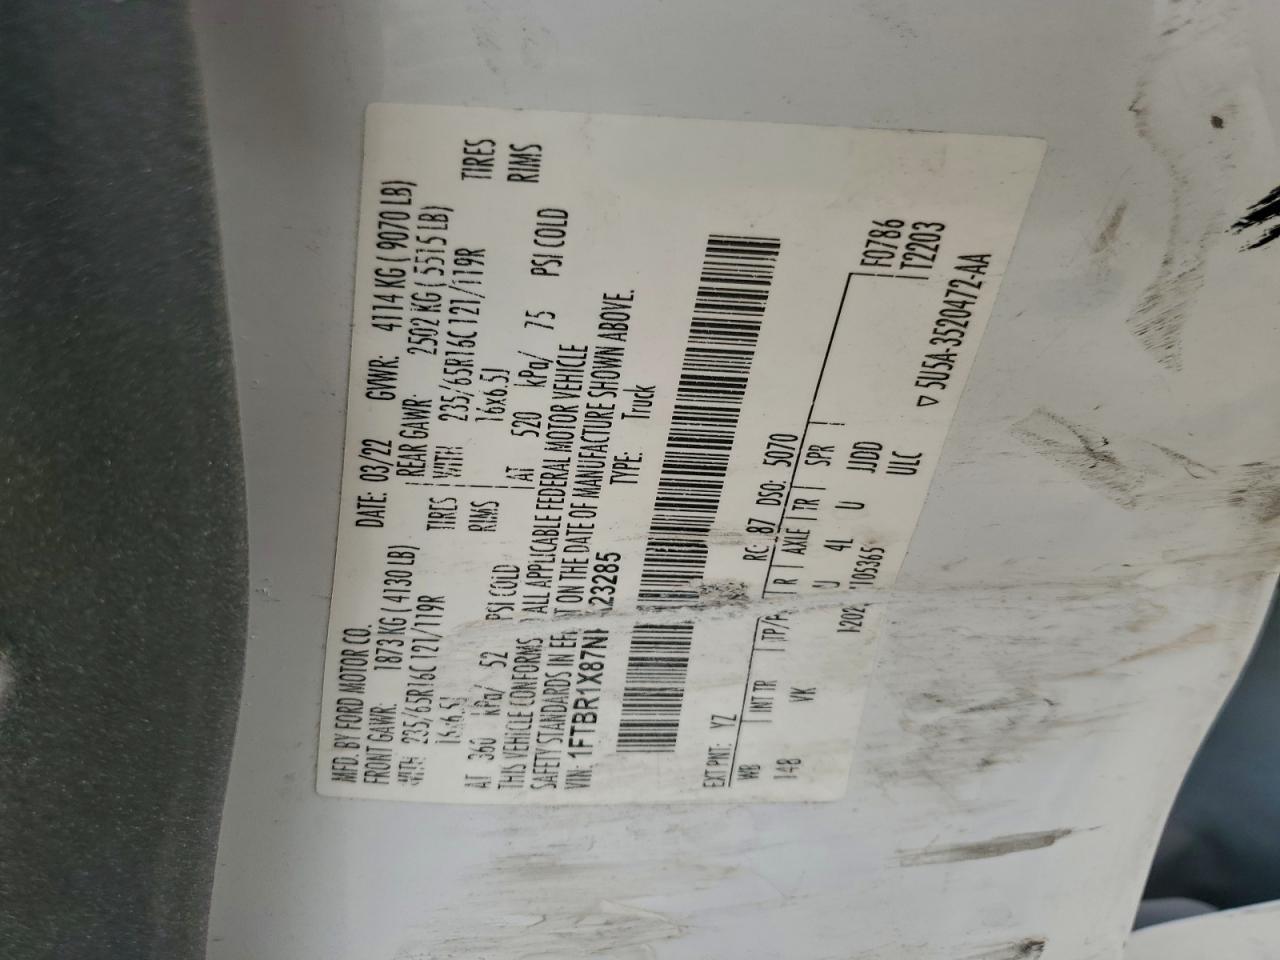 MFD. BY FORD MOTOR CO. DATE: 03/22 GVWR: 4114 KG ( 9070 LB)
FRONT GAWR: 1873 KG ( 4130 LB) REAR GAWR: 2502 KG ( 5515 LB)
WITH 235/65R16C 121/119R TIRES WITH 235/65R16C 121/119R TIRES
16x6.5J RIMS 16x6.5J RIMS
AT 360 kPa/ 52 PSI COLD AT 520 kPa/ 75 PSI COLD
THIS VEHICLE CONFORMS ALL APPLICABLE FEDERAL MOTOR VEHICLE
SAFETY STANDARDS IN ON THE DATE OF MANUFACTURE SHOWN ABOVE.
VIN: 1FTBR1X87N 23285 TYPE: Truck
EXT PNT: YZ RC: 87 DSO: 5070
WB INT TR TP/ R AXLE TR SPR F0786
148 VK U 4L U JJDD T2203
1202 105365 ULC
▽ 5U5A-3520472-AA